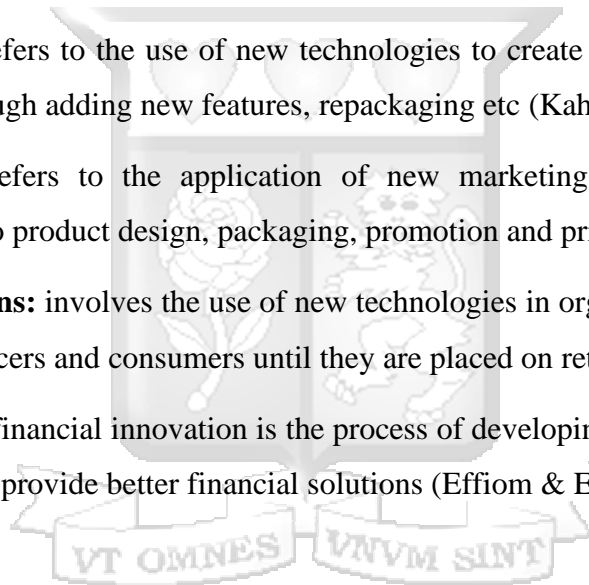 efers to the use of new technologies to create
ugh adding new features, repackaging etc (Kah
efers to the application of new marketing
o product design, packaging, promotion and pri
ns: involves the use of new technologies in org
cers and consumers until they are placed on ret
financial innovation is the process of developin
provide better financial solutions (Effiom & E
VT OMNES VNVM SINT